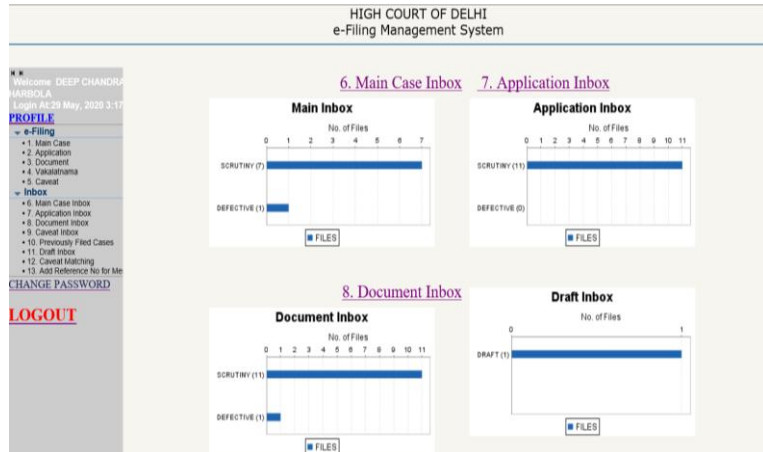 HIGH COURT OF DELHI
e-Filing Management System
Welcome DEEP CHANDRA
HARBOLA
Login At:29 May, 2020 3:17
PROFILE
e-Filing
1. Main Case
2. Application
3. Document
4. Vakalatnama
5. Caveat
Inbox
6. Main Case Inbox
7. Application Inbox
8. Document Inbox
9. Caveat Inbox
10. Previously Filed Cases
11. Draft Inbox
12. Caveat Matching
13. Add Reference No for Me
CHANGE PASSWORD
LOGOUT
6. Main Case Inbox
Main Inbox
No. of Files
0 1 2 3 4 5 6 7
SCRUTINY (7)
DEFECTIVE (1)
FILES
7. Application Inbox
Application Inbox
No. of Files
0 1 2 3 4 5 6 7 8 9 10 11
SCRUTINY (11)
DEFECTIVE (0)
FILES
8. Document Inbox
Document Inbox
No. of Files
0 1 2 3 4 5 6 7 8 9 10 11
SCRUTINY (11)
DEFECTIVE (1)
FILES
Draft Inbox
No. of Files
0 1
DRAFT (1)
FILES